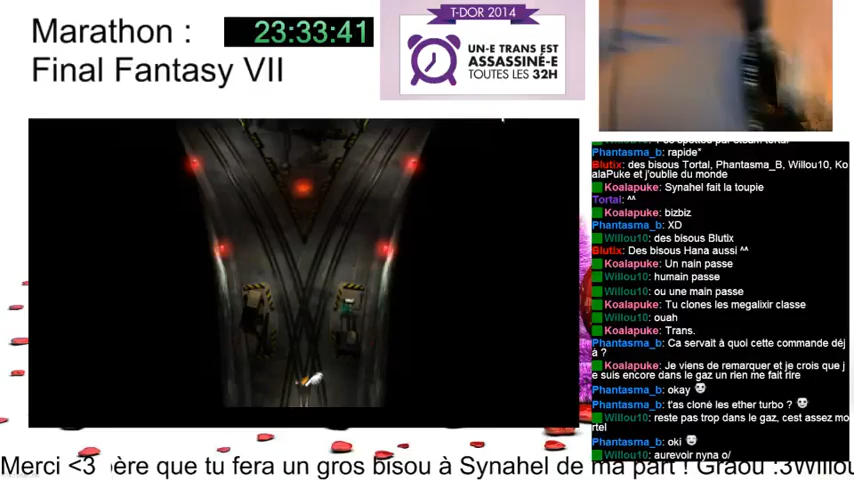 Marathon :
Final Fantasy VII
23:33:41
T-DOR 2014
UN·E TRANS EST
ASSASSINÉ·E
TOUTES LES 32H
Phantasma_b: rapide*
Blutix: des bisous Tortal, Phantasma_B, Willou10, Ko
alaPuke et j'oublie du monde
Koalapuke: Synahel fait la toupie
Tortal: ^^
Koalapuke: bizbiz
Phantasma_b: XD
Willou10: des bisous Blutix
Blutix: Des bisous Hana aussi ^^
Koalapuke: Un nain passe
Willou10: humain passe
Willou10: ou une main passe
Koalapuke: Tu clones les megalixir classe
Willou10: ouah
Koalapuke: Trans.
Phantasma_b: Ca servait à quoi cette commande déj
à ?
Koalapuke: Je viens de remarquer et je crois que j
e suis encore dans le gaz un rien me fait rire
Phantasma_b: okay
Phantasma_b: t'as cloné les ether turbo ?
Willou10: reste pas trop dans le gaz, cest assez mo
rtel
Phantasma_b: oki
Willou10: aurevoir nyna o/
Merci <3 ère que tu fera un gros bisou à Synahel de ma part ! Graou :3Willou